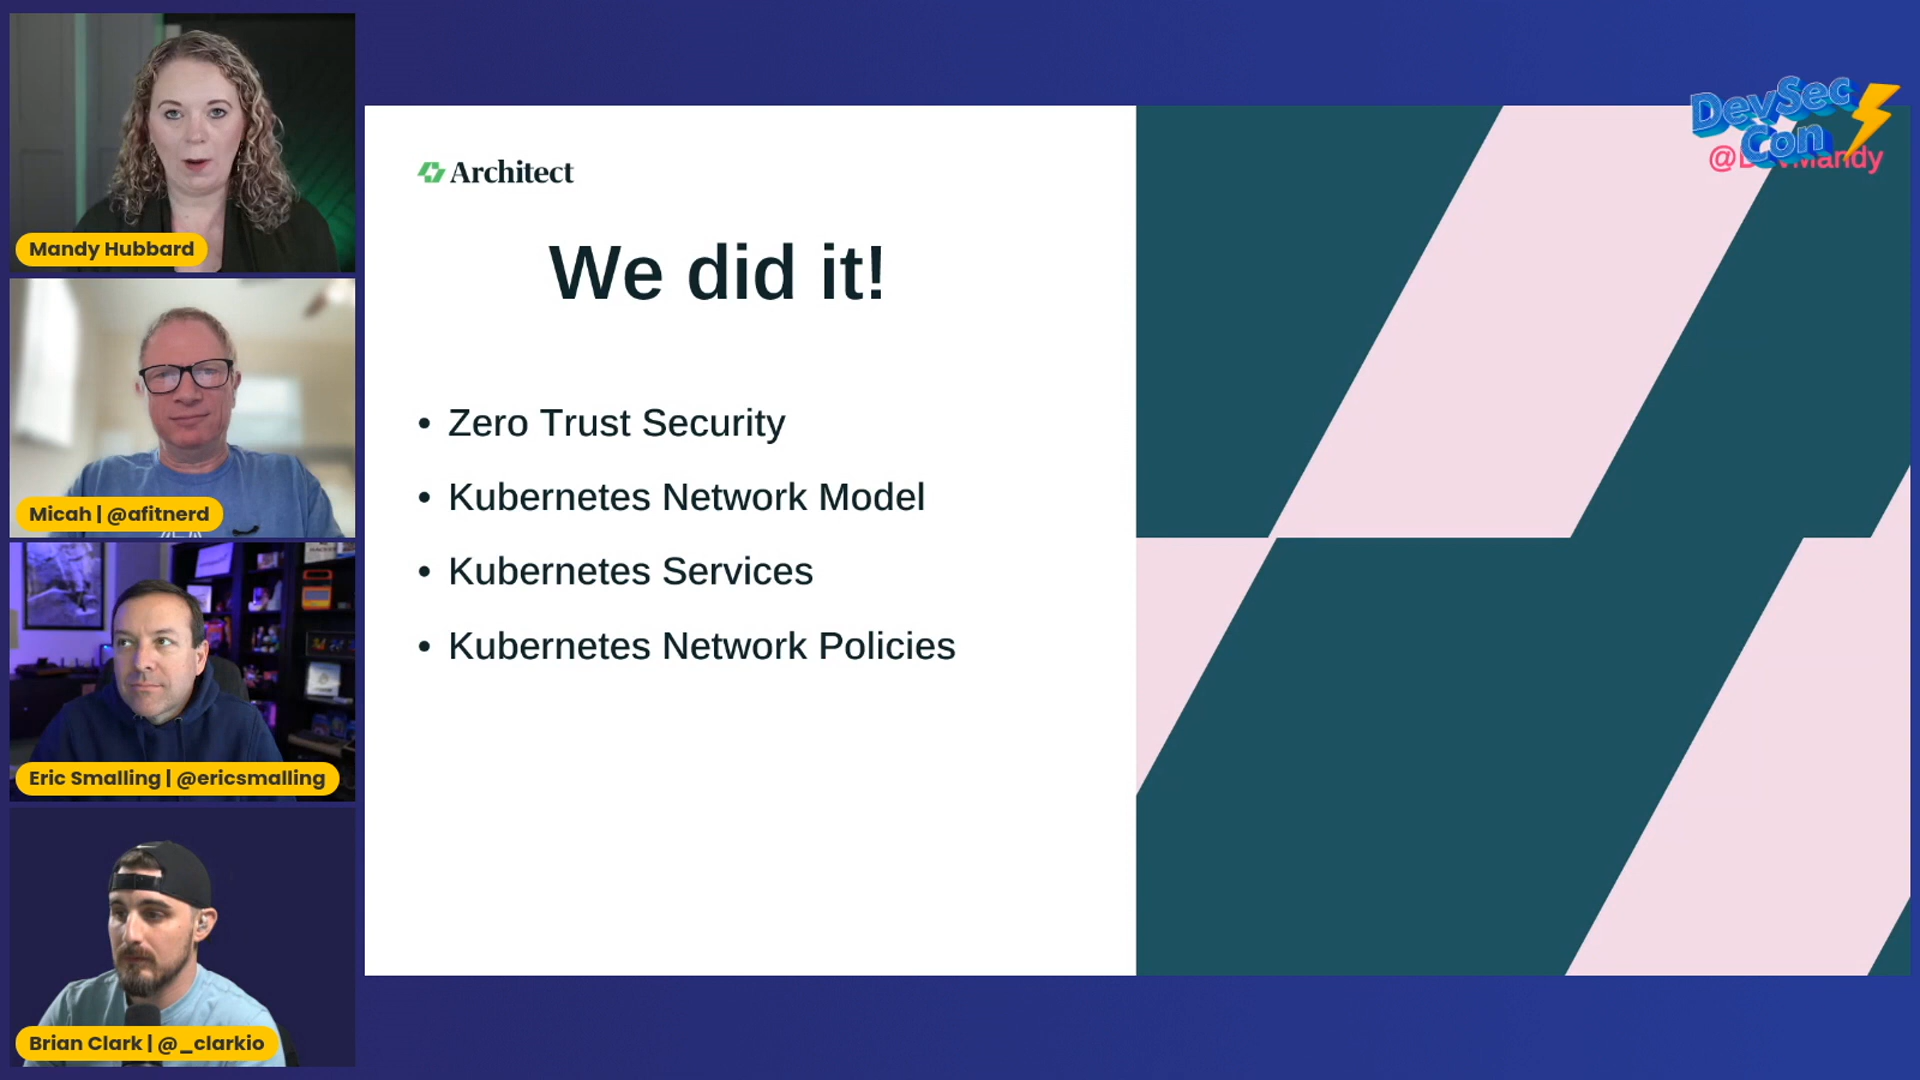 Mandy Hubbard
Micah | @afitnerd
Eric Smalling | @ericsmalling
Brian Clark | @_clarkio
Architect
We did it!
• Zero Trust Security
• Kubernetes Network Model
• Kubernetes Services
• Kubernetes Network Policies
DevSec
Con